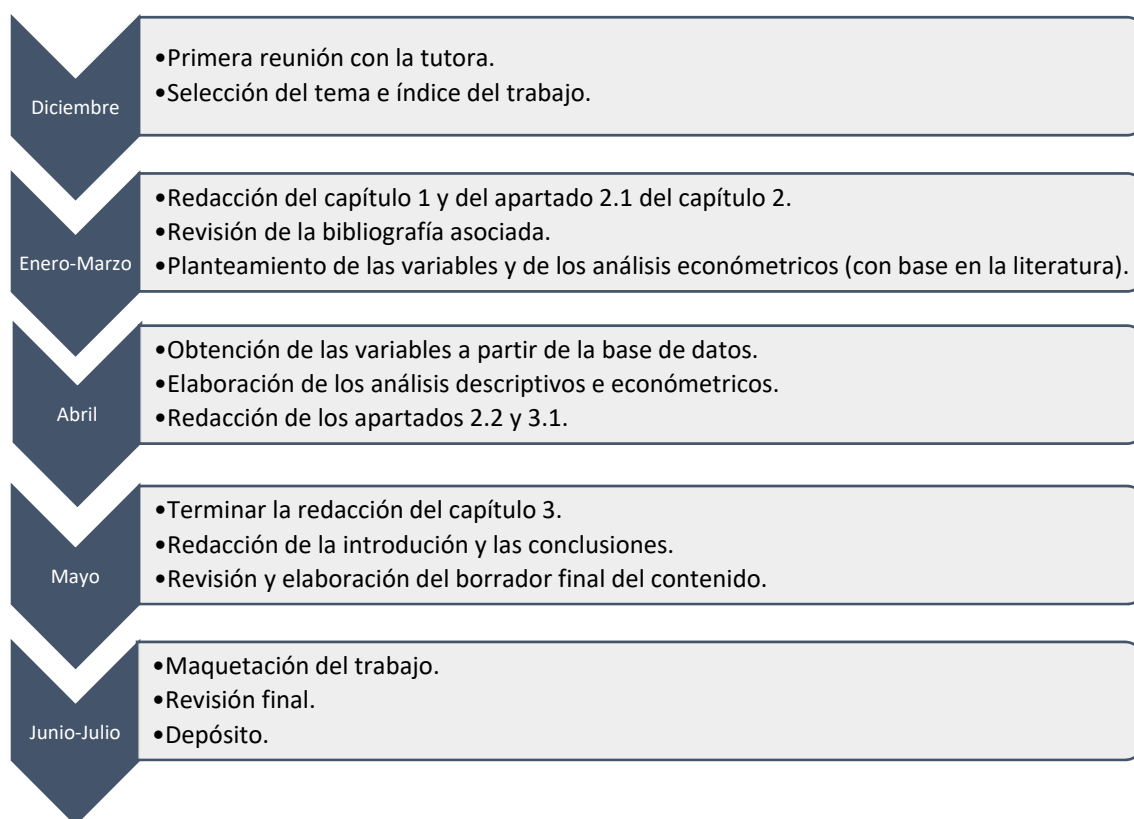 Diciembre
•Primera reunión con la tutora.
•Selección del tema e índice del trabajo.
Enero-Marzo
•Redacción del capítulo 1 y del apartado 2.1 del capítulo 2.
•Revisión de la bibliografía asociada.
•Planteamiento de las variables y de los análisis económetricos (con base en la literatura).
Abril
•Obtención de las variables a partir de la base de datos.
•Elaboración de los análisis descriptivos e económetricos.
•Redacción de los apartados 2.2 y 3.1.
Mayo
•Terminar la redacción del capítulo 3.
•Redacción de la introdución y las conclusiones.
•Revisión y elaboración del borrador final del contenido.
Junio-Julio
•Maquetación del trabajo.
•Revisión final.
•Depósito.